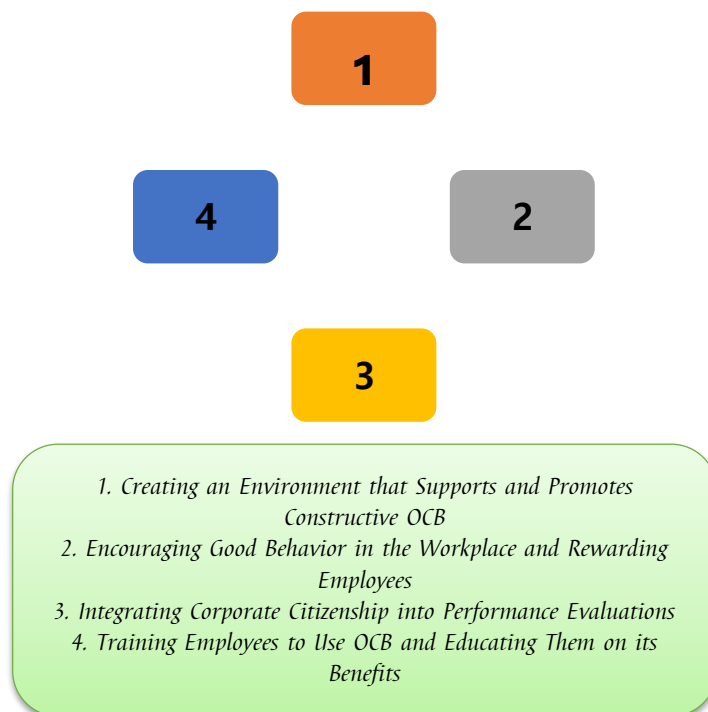 1
4
2
3
1. Creating an Environment that Supports and Promotes
Constructive OCB
2. Encouraging Good Behavior in the Workplace and Rewarding
Employees
3. Integrating Corporate Citizenship into Performance Evaluations
4. Training Employees to Use OCB and Educating Them on its
Benefits